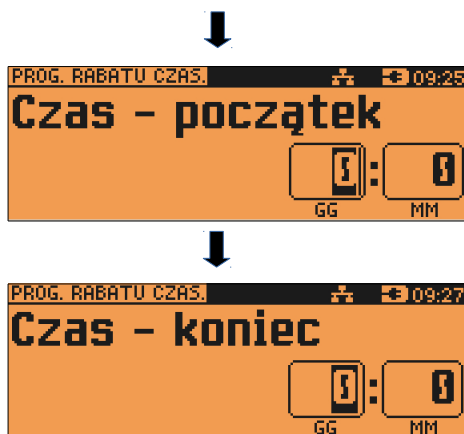 PROG. RABATU CZAS. 09:25
Czas - początek
0 : 0
GG MM
PROG. RABATU CZAS. 09:27
Czas - koniec
0 : 0
GG MM